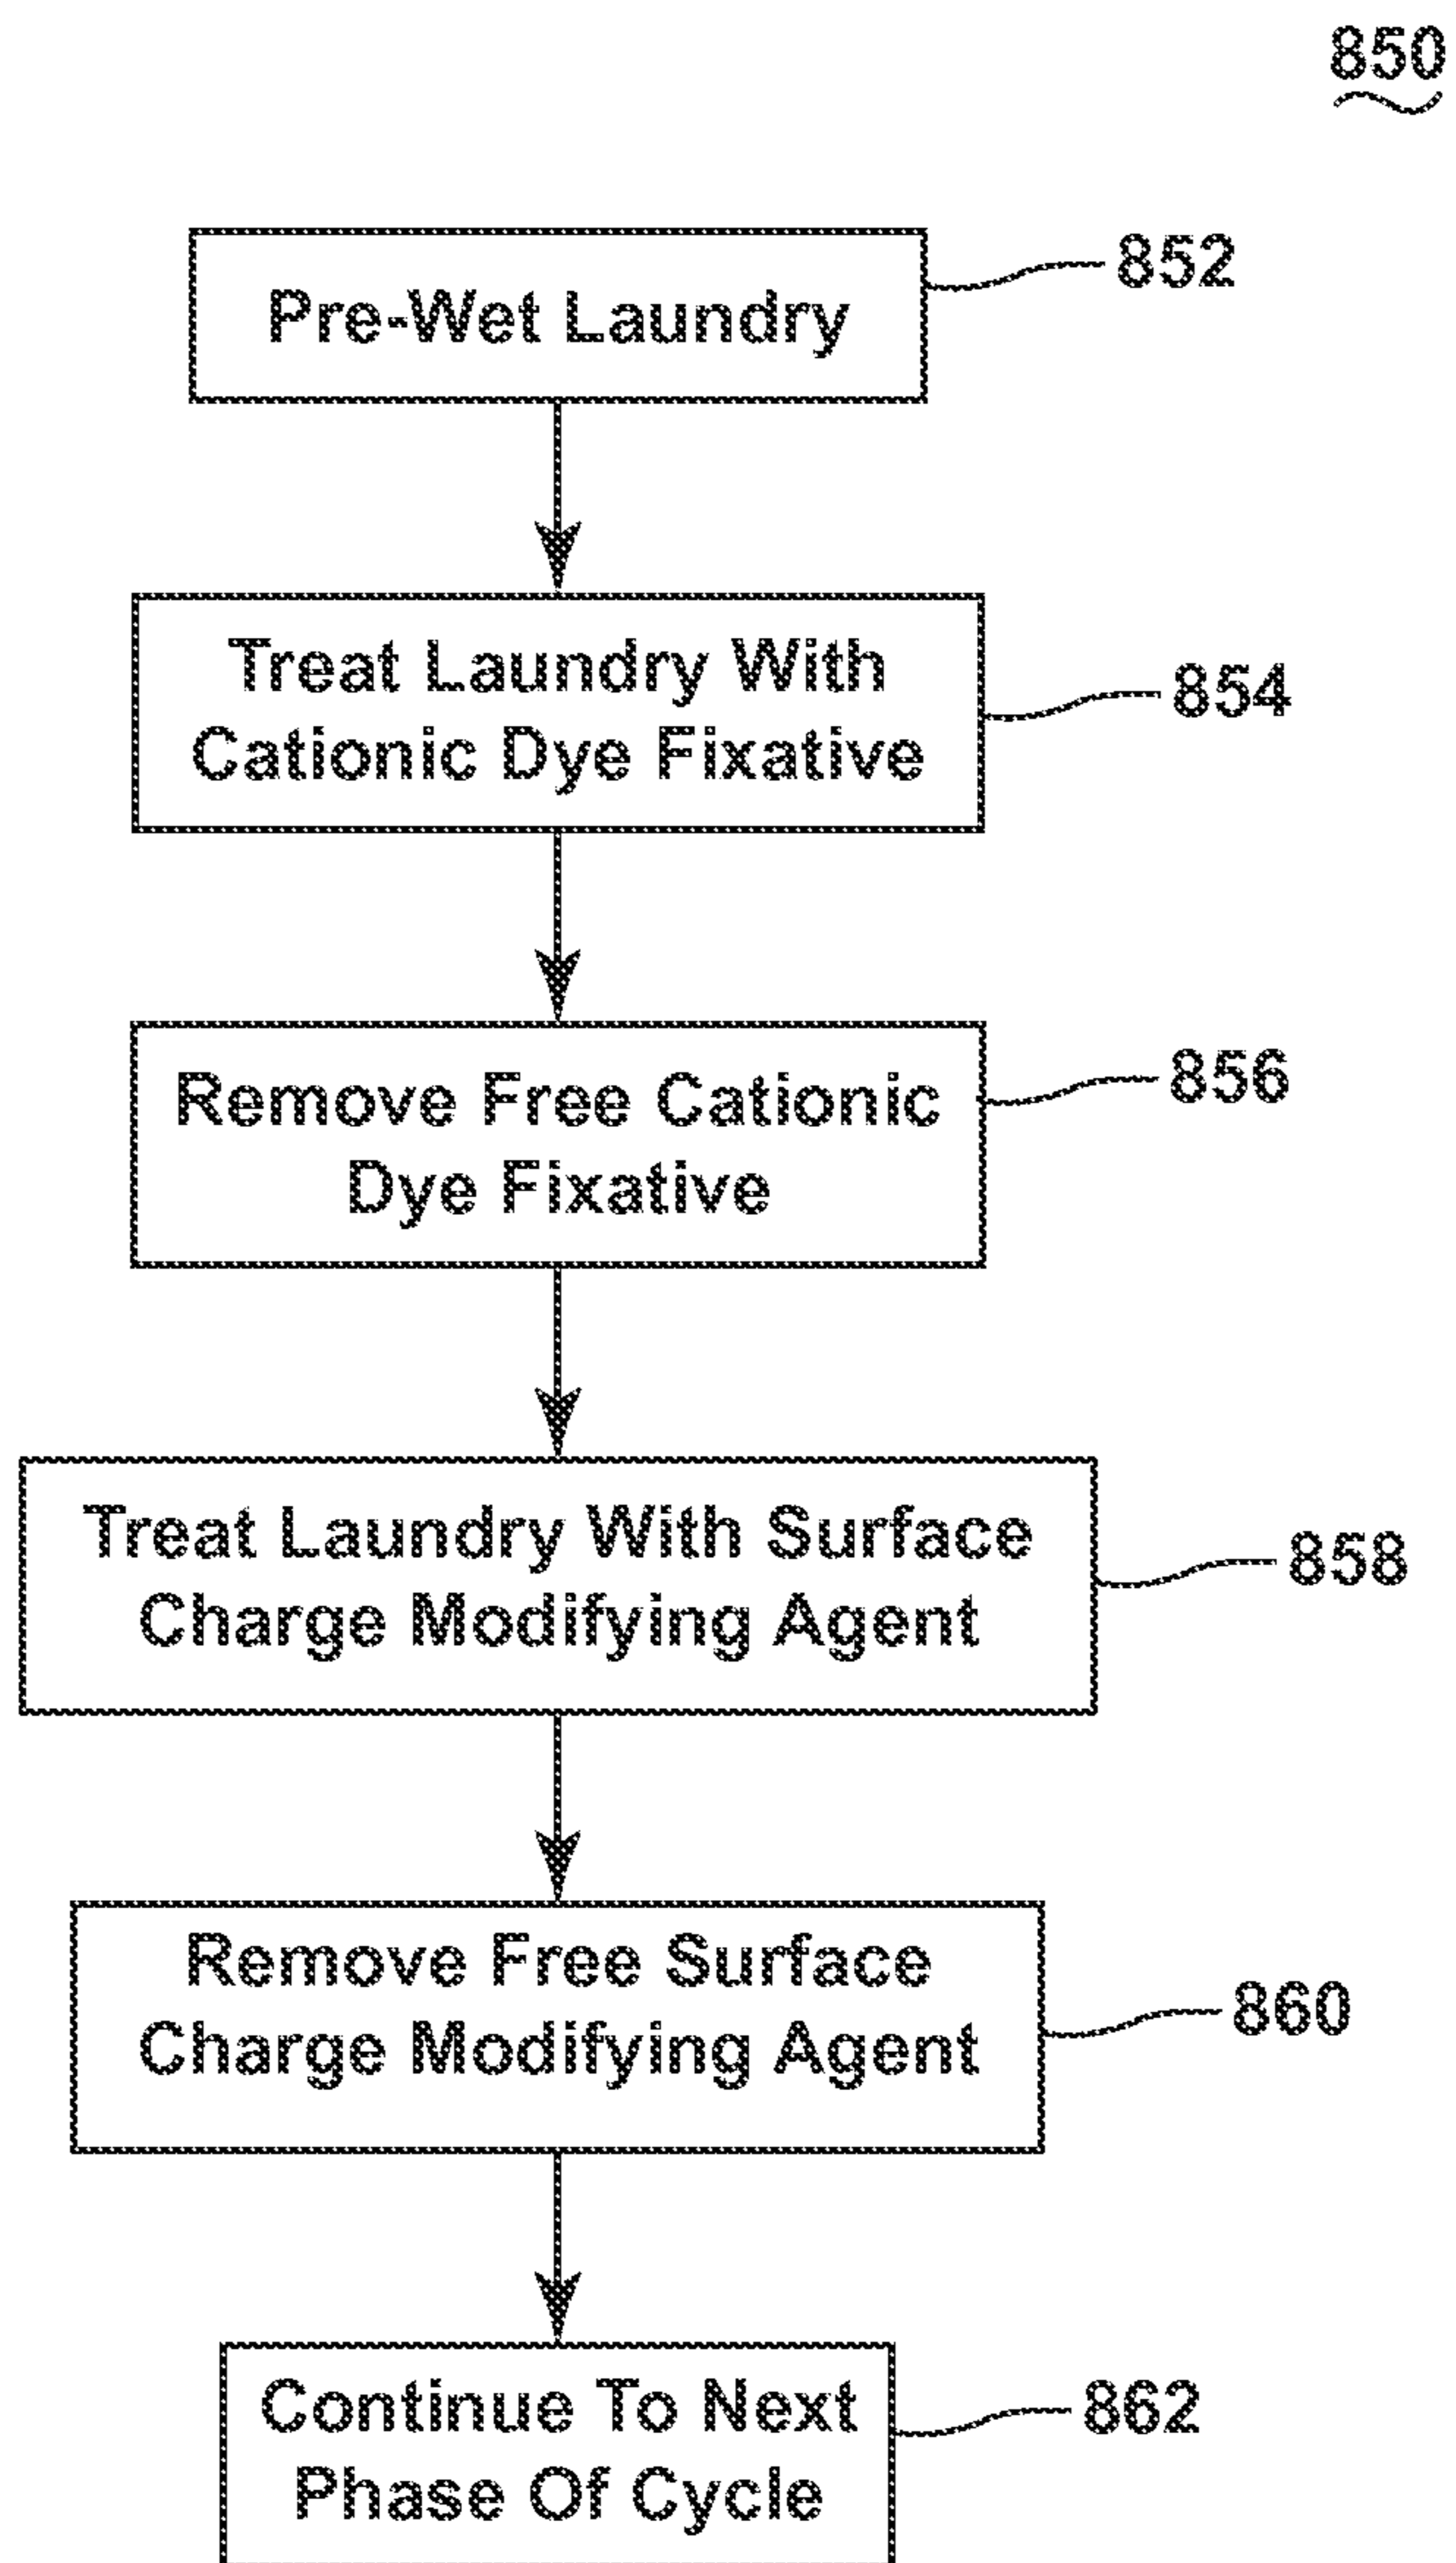 850
Pre-Wet Laundry
852
Treat Laundry With
Cationic Dye Fixative
854
Remove Free Cationic
Dye Fixative
856
Treat Laundry With Surface
Charge Modifying Agent
858
Remove Free Surface
Charge Modifying Agent
860
Continue To Next
Phase Of Cycle
862